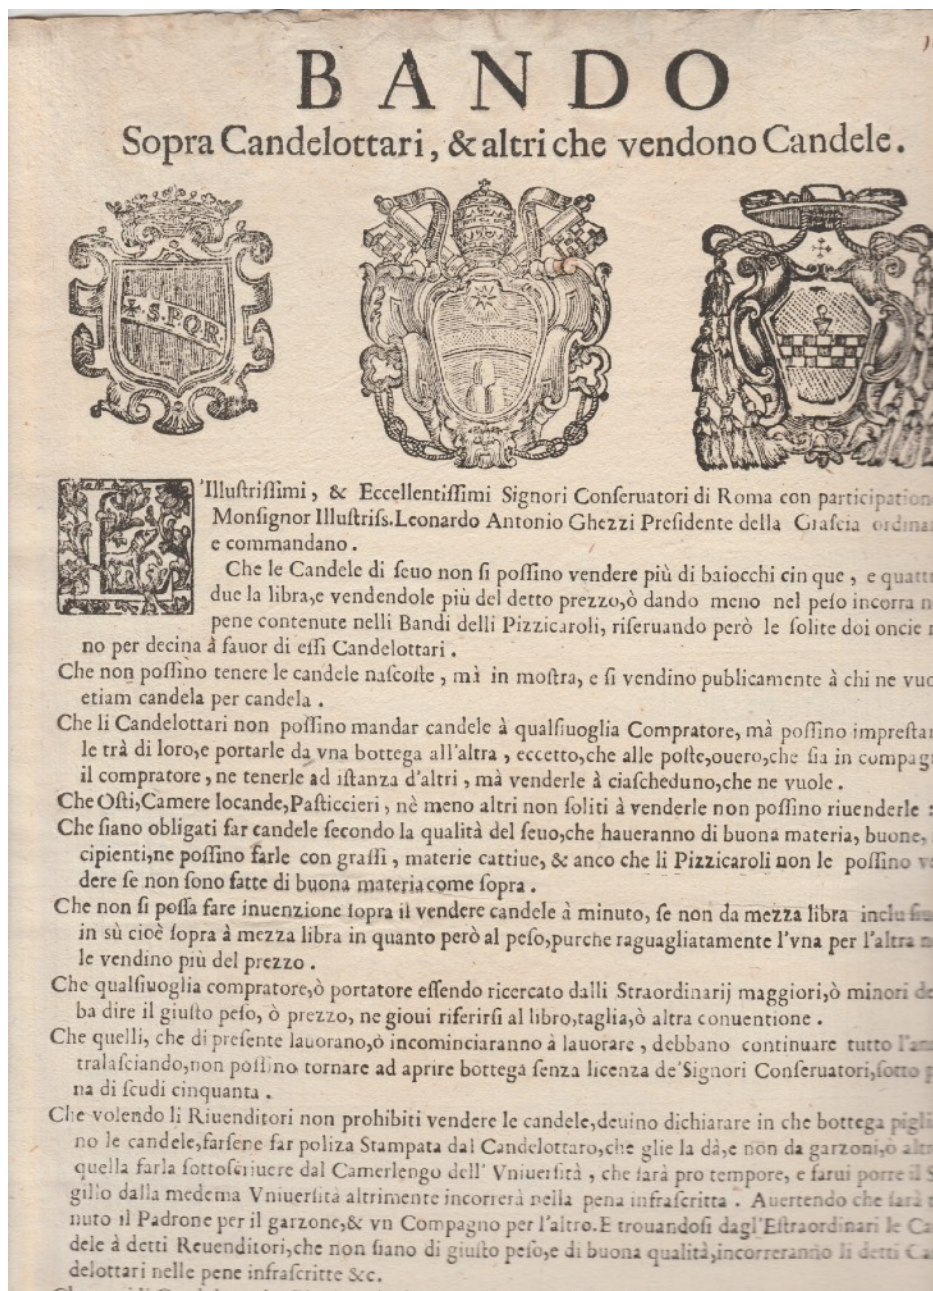 BANDO
Sopra Candelottari, & altri che vendono Candele.
✠ S.PQR
L'Illustrissimi, & Eccellentissimi Signori Conseruatori di Roma con participation
Monsignor Illustriss. Leonardo Antonio Ghezzi Presidente della Grascia ordina
e commandano.
Che le Candele di seuo non si possino vendere più di baiocchi cin que, e quattr
due la libra, e vendendole più del detto prezzo, ò dando meno nel peso incorra n
pene contenute nelli Bandi delli Pizzicaroli, riseruando però le solite doi oncie
no per decina à fauor di essi Candelottari.
Che non possino tenere le candele nascoste, mà in mostra, e si vendino publicamente à chi ne vuo
etiam candela per candela.
Che li Candelottari non possino mandar candele à qualsiuoglia Compratore, mà possino imprestar
le trà di loro, e portarle da vna bottega all'altra, eccetto, che alle poste, ouero, che sia in compag
il compratore, ne tenerle ad istanza d'altri, mà venderle à ciascheduno, che ne vuole.
Che Osti, Camere locande, Pasticcieri, nè meno altri non soliti à venderle non possino riuenderle
Che siano obligati far candele secondo la qualità del seuo, che haueranno di buona materia, buone,
cipienti, ne possino farle con grassi, materie cattiue, & anco che li Pizzicaroli non le possino v
dere se non sono fatte di buona materia come sopra.
Che non si possa fare inuenzione sopra il vendere candele à minuto, se non da mezza libra inclusiu
in sù cioè sopra à mezza libra in quanto però al peso, purche raguagliatamente l'vna per l'altra n
le vendino più del prezzo.
Che qualsiuoglia compratore, ò portatore essendo ricercato dalli Straordinarij maggiori, ò minori de
ba dire il giusto peso, ò prezzo, ne gioui riferirsi al libro, taglia, ò altra conuentione.
Che quelli, che di presente lauorano, ò incominciaranno à lauorare, debbano continuare tutto l'an
tralasciando, non possino tornare ad aprire bottega senza licenza de'Signori Conseruatori, sotto p
na di scudi cinquanta.
Che volendo li Riuenditori non prohibiti vendere le candele, deuino dichiarare in che bottega pigli
no le candele, farsene far poliza Stampata dal Candelottaro, che glie la dà, e non da garzoni, ò altr
quella farla sottoscriuere dal Camerlengo dell' Vniuersità, che sarà pro tempore, e farui porre il S
gillo dalla medema Vniuersità altrimente incorrerà nella pena infrascritta. Auertendo che sarà t
nuto il Padrone per il garzone, & vn Compagno per l'altro. E trouandosi dagl'Estraordinari le Ca
dele à detti Reuenditori, che non siano di giusto peso, e di buona qualità, incorreranno li detti Ca
delottari nelle pene infrascritte &c.